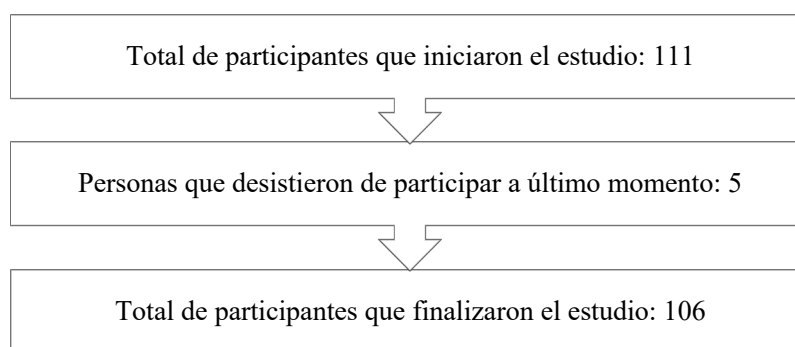 Total de participantes que iniciaron el estudio: 111
Personas que desistieron de participar a último momento: 5
Total de participantes que finalizaron el estudio: 106